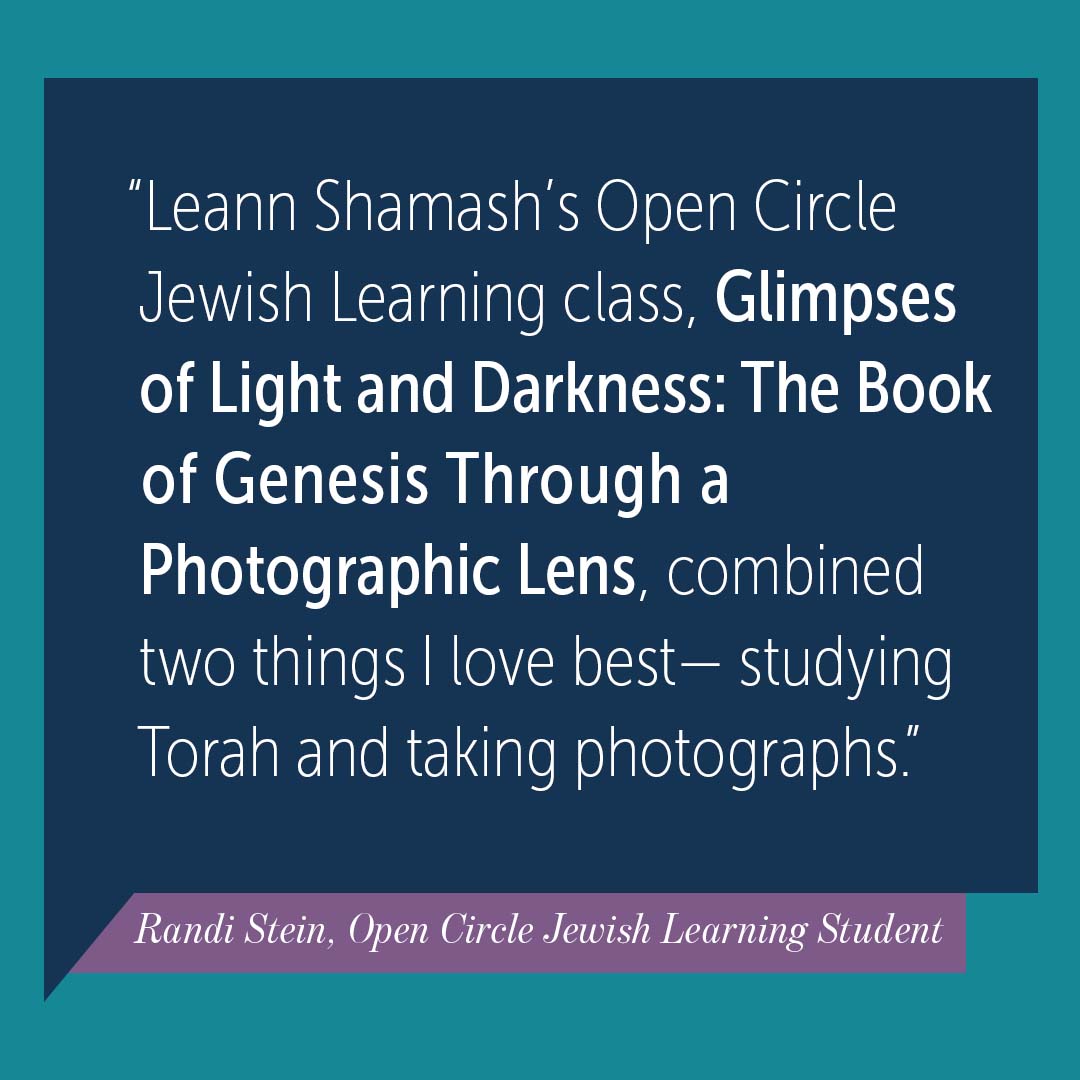 “Leann Shamash’s Open Circle
Jewish Learning class, Glimpses
of Light and Darkness: The Book
of Genesis Through a
Photographic Lens, combined
two things I love best— studying
Torah and taking photographs.”
Randi Stein, Open Circle Jewish Learning Student